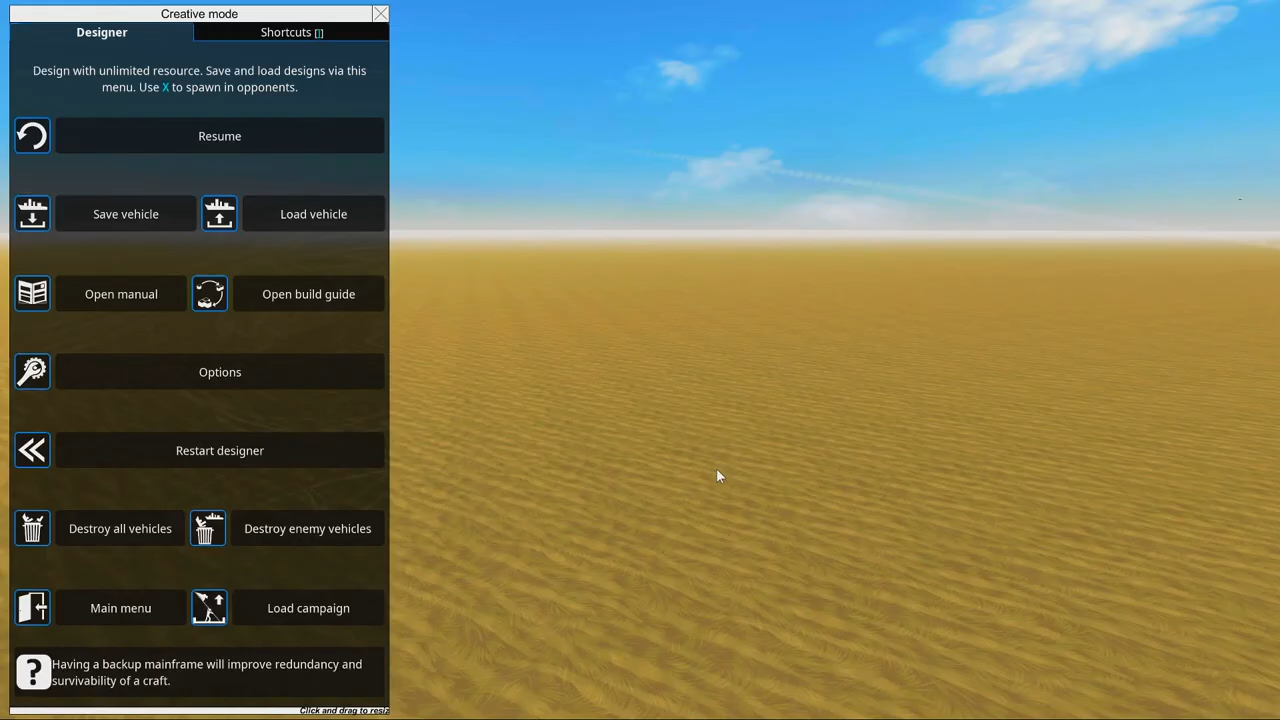 Creative mode
Designer
Shortcuts []]
Design with unlimited resource. Save and load designs via this
menu. Use X to spawn in opponents.
Resume
Save vehicle
Load vehicle
Open manual
Open build guide
Options
Restart designer
Destroy all vehicles
Destroy enemy vehicles
Main menu
Load campaign
? Having a backup mainframe will improve redundancy and
survivability of a craft.
Click and drag to resiz